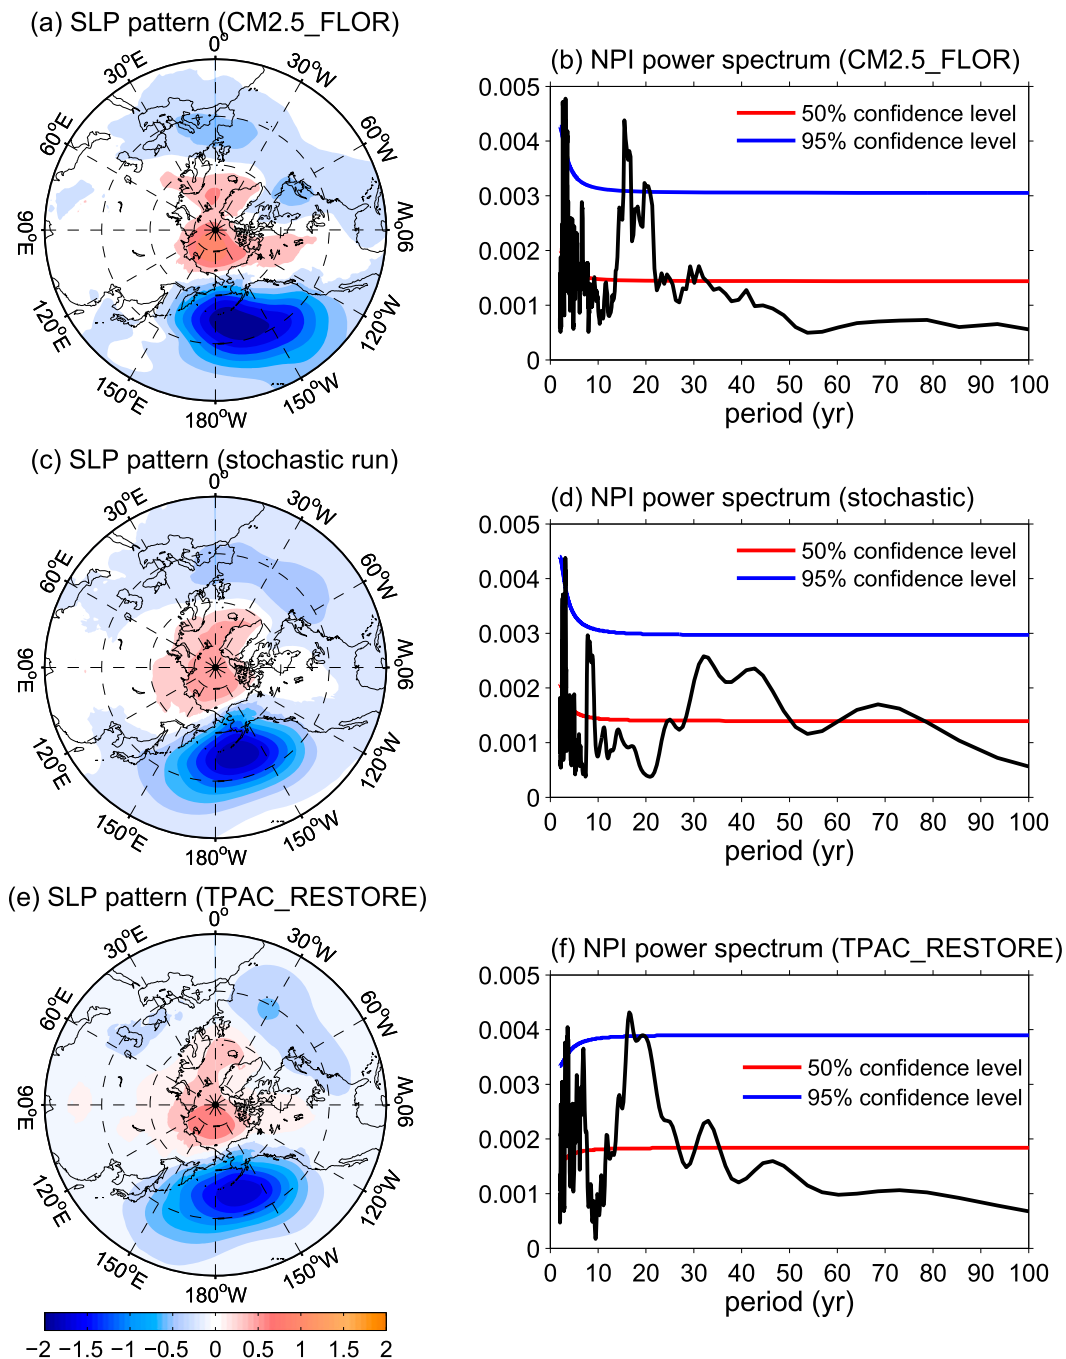 (a) SLP pattern (CM2.5_FLOR)
0°
30°E
30°W
60°E
60°W
90°E
90°W
120°E
120°W
150°E
150°W
180°W
(b) NPI power spectrum (CM2.5_FLOR)
0.005
0.004
0.003
0.002
0.001
0
50% confidence level
95% confidence level
0 10 20 30 40 50 60 70 80 90 100
period (yr)
(c) SLP pattern (stochastic run)
0°
30°E
30°W
60°E
60°W
90°E
90°W
120°E
120°W
150°E
150°W
180°W
(d) NPI power spectrum (stochastic)
0.005
0.004
0.003
0.002
0.001
0
50% confidence level
95% confidence level
0 10 20 30 40 50 60 70 80 90 100
period (yr)
(e) SLP pattern (TPAC_RESTORE)
0°
30°E
30°W
60°E
60°W
90°E
90°W
120°E
120°W
150°E
150°W
180°W
−2 −1.5 −1 −0.5 0 0.5 1 1.5 2
(f) NPI power spectrum (TPAC_RESTORE)
0.005
0.004
0.003
0.002
0.001
0
50% confidence level
95% confidence level
0 10 20 30 40 50 60 70 80 90 100
period (yr)